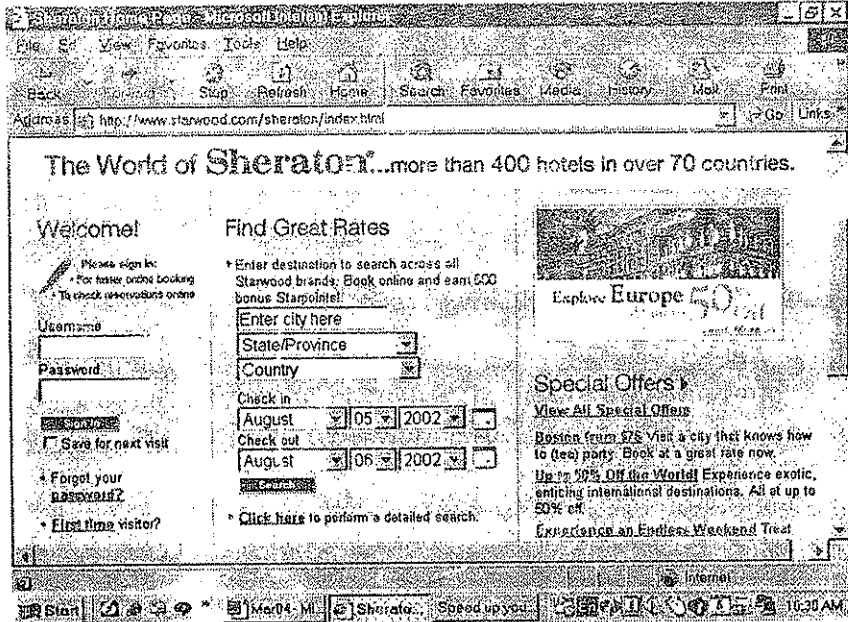 Sheraton Home Page - Microsoft Internet Explorer
View Favorites Tools Help
Back Forward Stop Refresh Home Search Favorites Media History Mail Print
Address http://www.starwood.com/sheraton/index.html Go Links
The World of Sheraton...more than 400 hotels in over 70 countries.
Welcome!
Please sign in:
• For faster online booking
• To check reservations online
Username
Password
Sign In
Save for next visit
Forgot your
password?
First time visitor?
Find Great Rates
Enter destination to search across all
Starwood brands. Book online and earn 500
bonus Starpoints!
Enter city here
State/Province
Country
Check in
August 05 2002
Check out
August 06 2002
Search
Click here to perform a detailed search.
Explore Europe 50%
Special Offers
View All Special Offers
Boston from $75 Visit a city that knows how
to (tea) party. Book at a great rate now.
Up to 50% Off the World! Experience exotic,
enticing international destinations. All at up to
50% off.
Experience an Endless Weekend Treat
Internet
Start Mar04 - Mi... Sherato... Speed up you... 10:30 AM